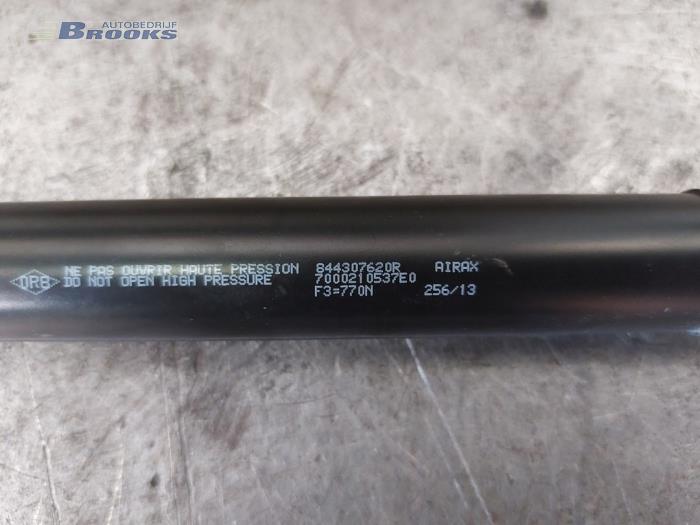 AUTOBEDRIJF
BROOKS
NE PAS OUVRIR HAUTE PRESSION 844307620R AIRAX
DO NOT OPEN HIGH PRESSURE 7000210537E0
F3=770N 256/13